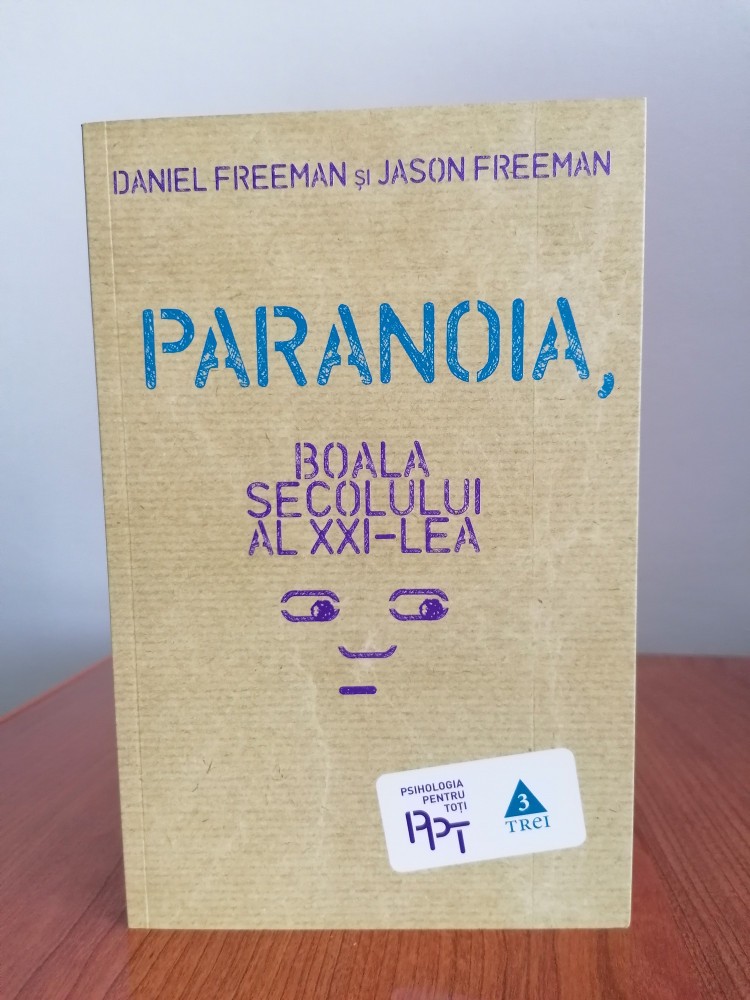 DANIEL FREEMAN ȘI JASON FREEMAN
PARANOIA,
BOALA
SECOLULUI
AL XXI-LEA
PSIHOLOGIA
PENTRU
TOȚI
PPT
3
TREI